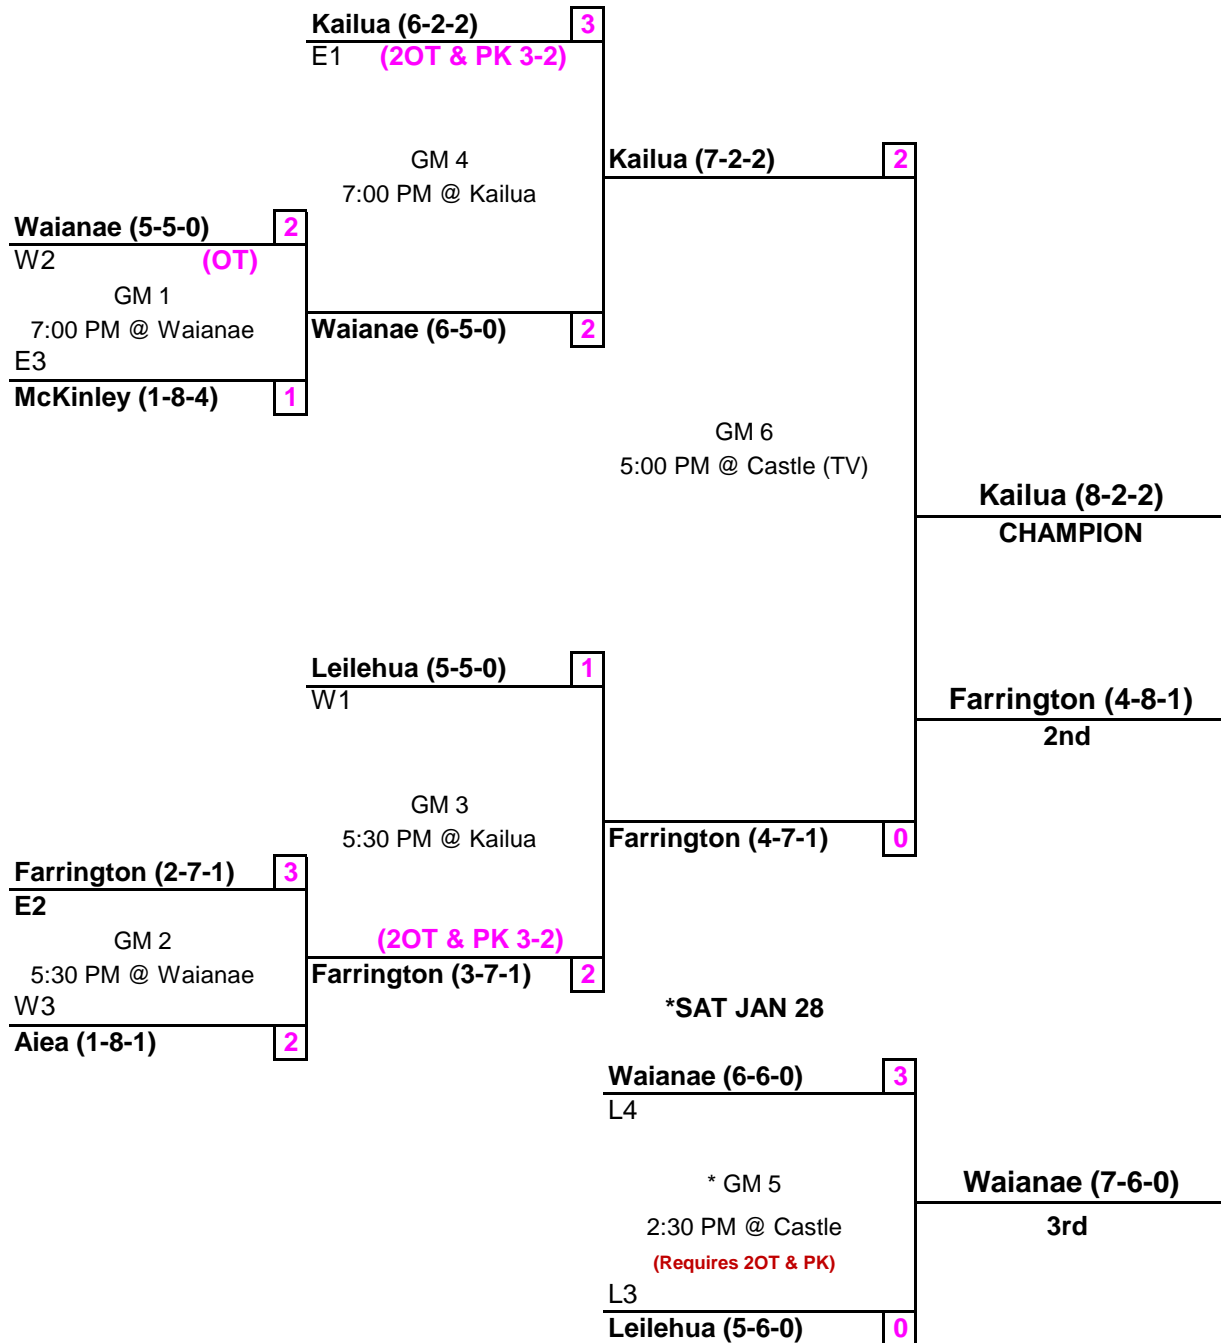 Kailua (6-2-2) 3
E1 (2OT & PK 3-2)
GM 4
7:00 PM @ Kailua
Kailua (7-2-2) 2
Waianae (5-5-0) 2
W2 (OT)
GM 1
7:00 PM @ Waianae
Waianae (6-5-0) 2
E3
McKinley (1-8-4) 1
GM 6
5:00 PM @ Castle (TV)
Kailua (8-2-2)
CHAMPION
Leilehua (5-5-0) 1
W1
Farrington (4-8-1)
2nd
GM 3
5:30 PM @ Kailua
Farrington (4-7-1) 0
Farrington (2-7-1) 3
E2
GM 2
5:30 PM @ Waianae
(2OT & PK 3-2)
Farrington (3-7-1) 2
W3
Aiea (1-8-1) 2
*SAT JAN 28
Waianae (6-6-0) 3
L4
* GM 5
2:30 PM @ Castle
(Requires 2OT & PK)
Waianae (7-6-0)
3rd
L3
Leilehua (5-6-0) 0